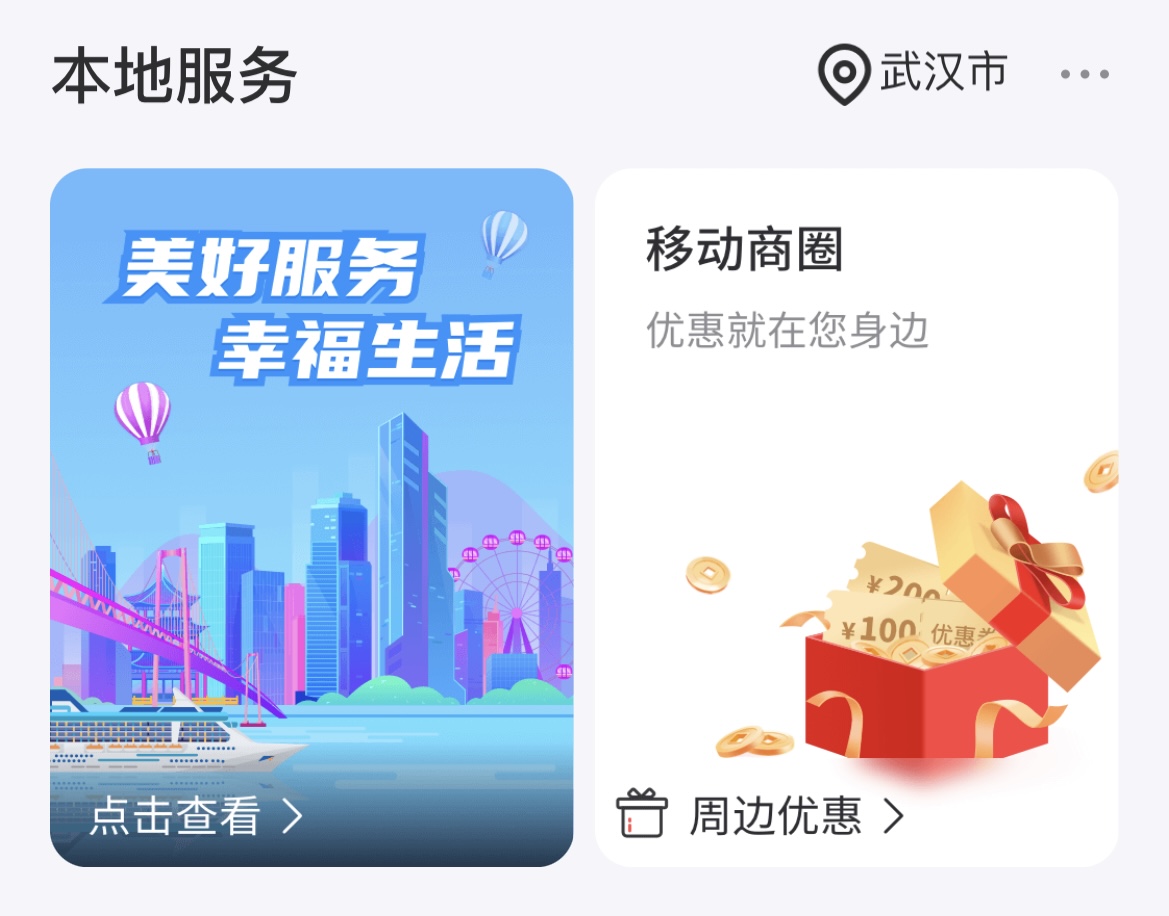 本地服务
武汉市
美好服务
幸福生活
点击查看
移动商圈
优惠就在您身边
¥200
¥100
优惠券
周边优惠